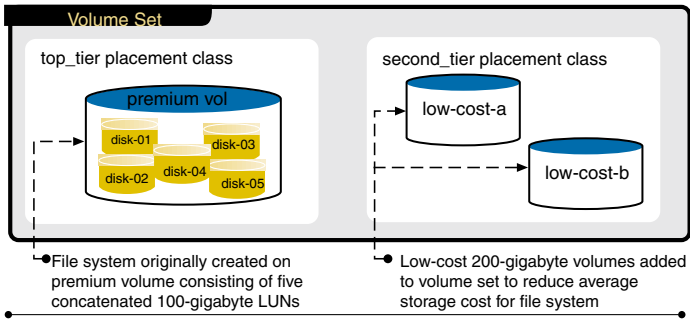 Volume Set
top_tier placement class
premium vol
disk-01
disk-03
disk-04
disk-02
disk-05
second_tier placement class
low-cost-a
low-cost-b
File system originally created on
premium volume consisting of five
concatenated 100-gigabyte LUNs
Low-cost 200-gigabyte volumes added
to volume set to reduce average
storage cost for file system